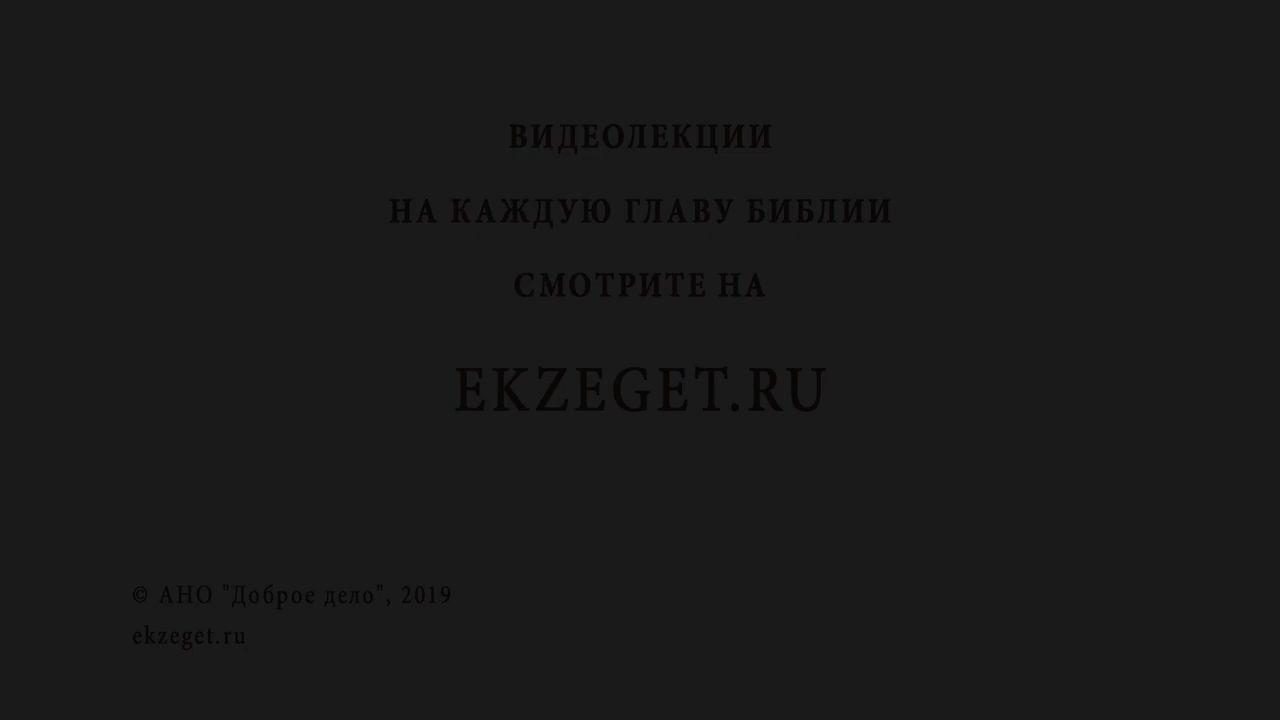 ВИДЕОЛЕКЦИИ
НА КАЖДУЮ ГЛАВУ БИБЛИИ
СМОТРИТЕ НА
EKZEGET.RU
© АНО "Доброе дело", 2019
ekzeget.ru